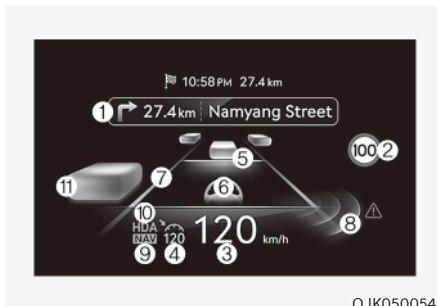 10:58 PM 27.4 km
① 27.4 km Namyang Street
100 ②
⑤
⑪ ⑦ ⑥
⑧
⑩
HDA
NAV 120 120 km/h
⑨ ④ ③
OJK050054